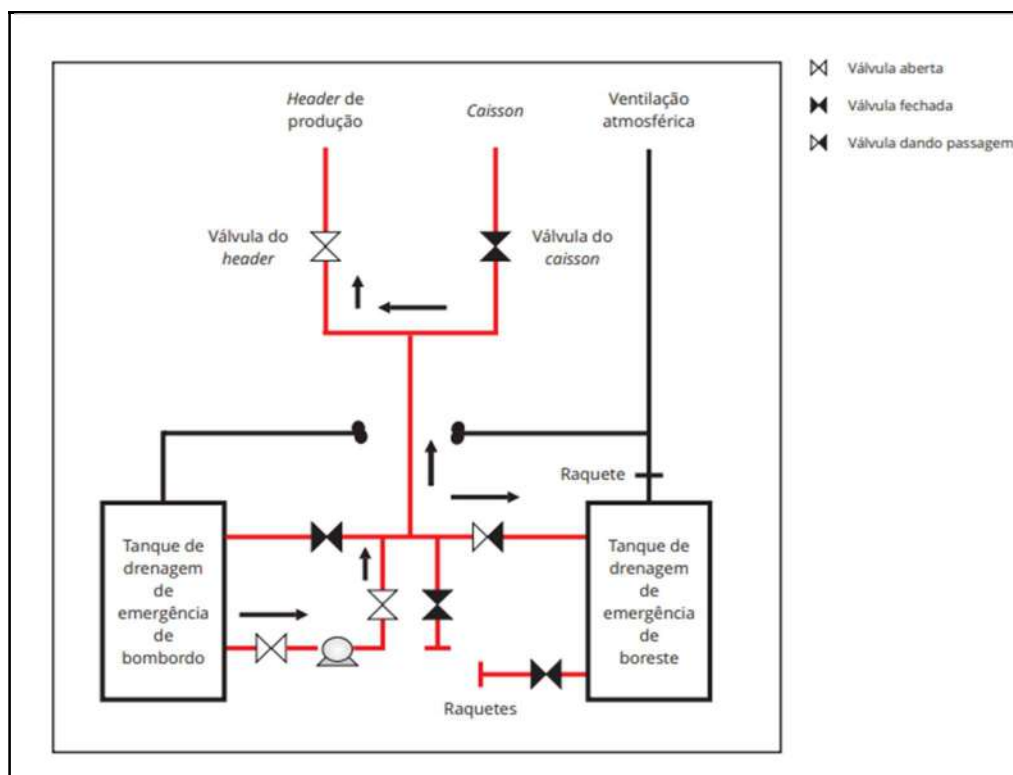 Header de
produção
Caisson
Ventilação
atmosférica
Válvula aberta
Válvula fechada
Válvula dando passagem
Válvula do
header
Válvula do
caisson
Raquete
Tanque de
drenagem
de
emergência
de
bombordo
Tanque de
drenagem
de
emergência
de
boreste
Raquetes